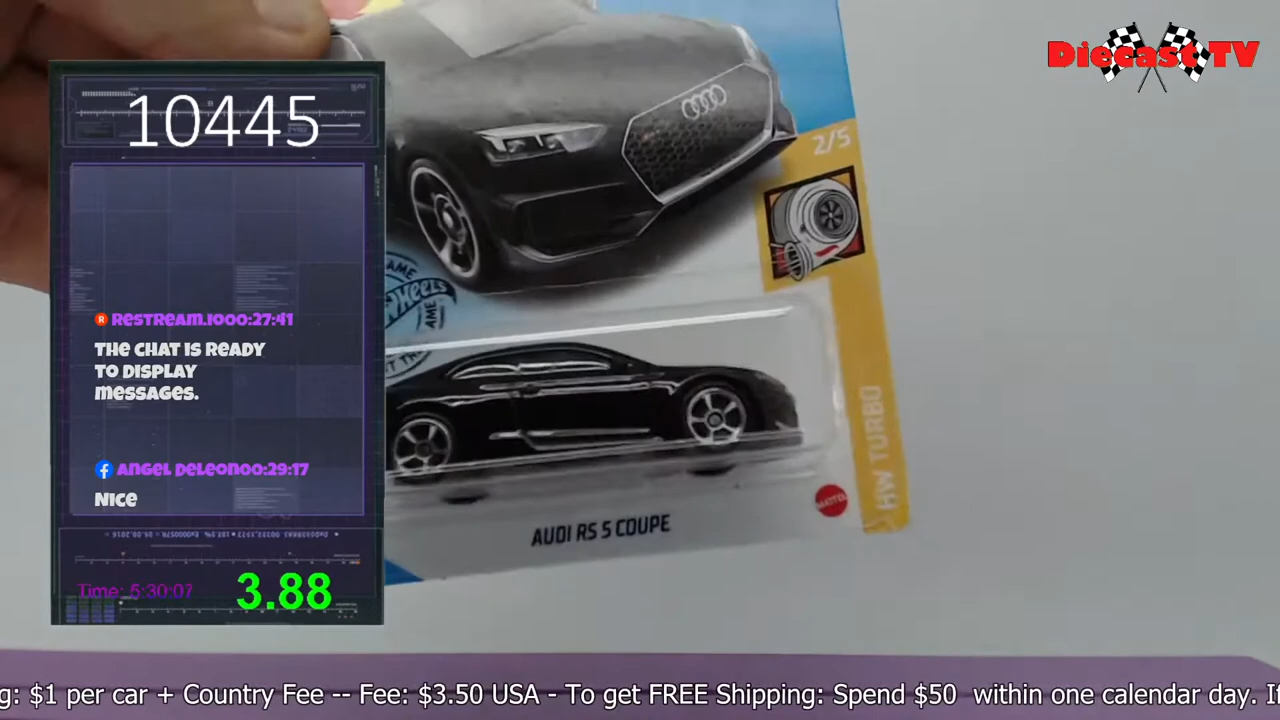 Diecast TV
10445
2/5
Restream.io00:27:41
The chat is ready
to display
messages.
Angel Deleon00:29:17
Nice
AUDI RS 5 COUPE
HW TURBO
MATTEL
Time: 5:30:07
3.88
g: $1 per car + Country Fee -- Fee: $3.50 USA - To get FREE Shipping: Spend $50 within one calendar day. If